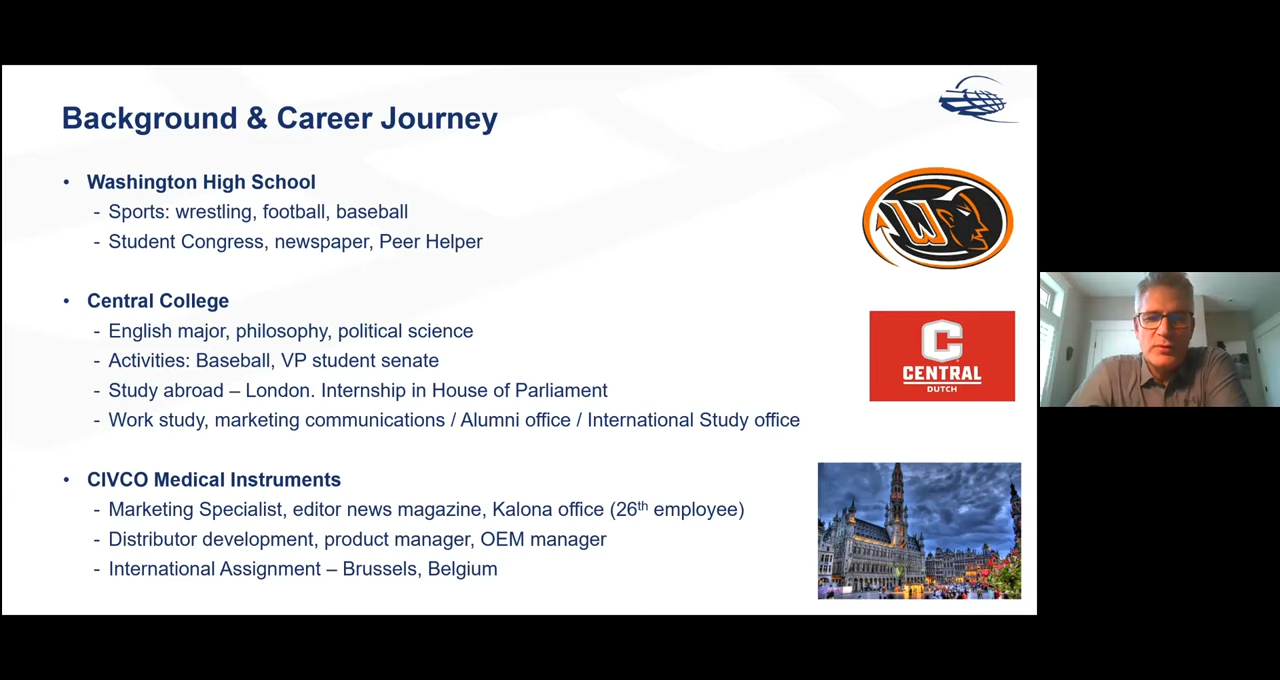 Background & Career Journey
• Washington High School
- Sports: wrestling, football, baseball
- Student Congress, newspaper, Peer Helper
W
• Central College
- English major, philosophy, political science
- Activities: Baseball, VP student senate
- Study abroad – London. Internship in House of Parliament
- Work study, marketing communications / Alumni office / International Study office
C
CENTRAL
DUTCH
• CIVCO Medical Instruments
- Marketing Specialist, editor news magazine, Kalona office (26th employee)
- Distributor development, product manager, OEM manager
- International Assignment – Brussels, Belgium